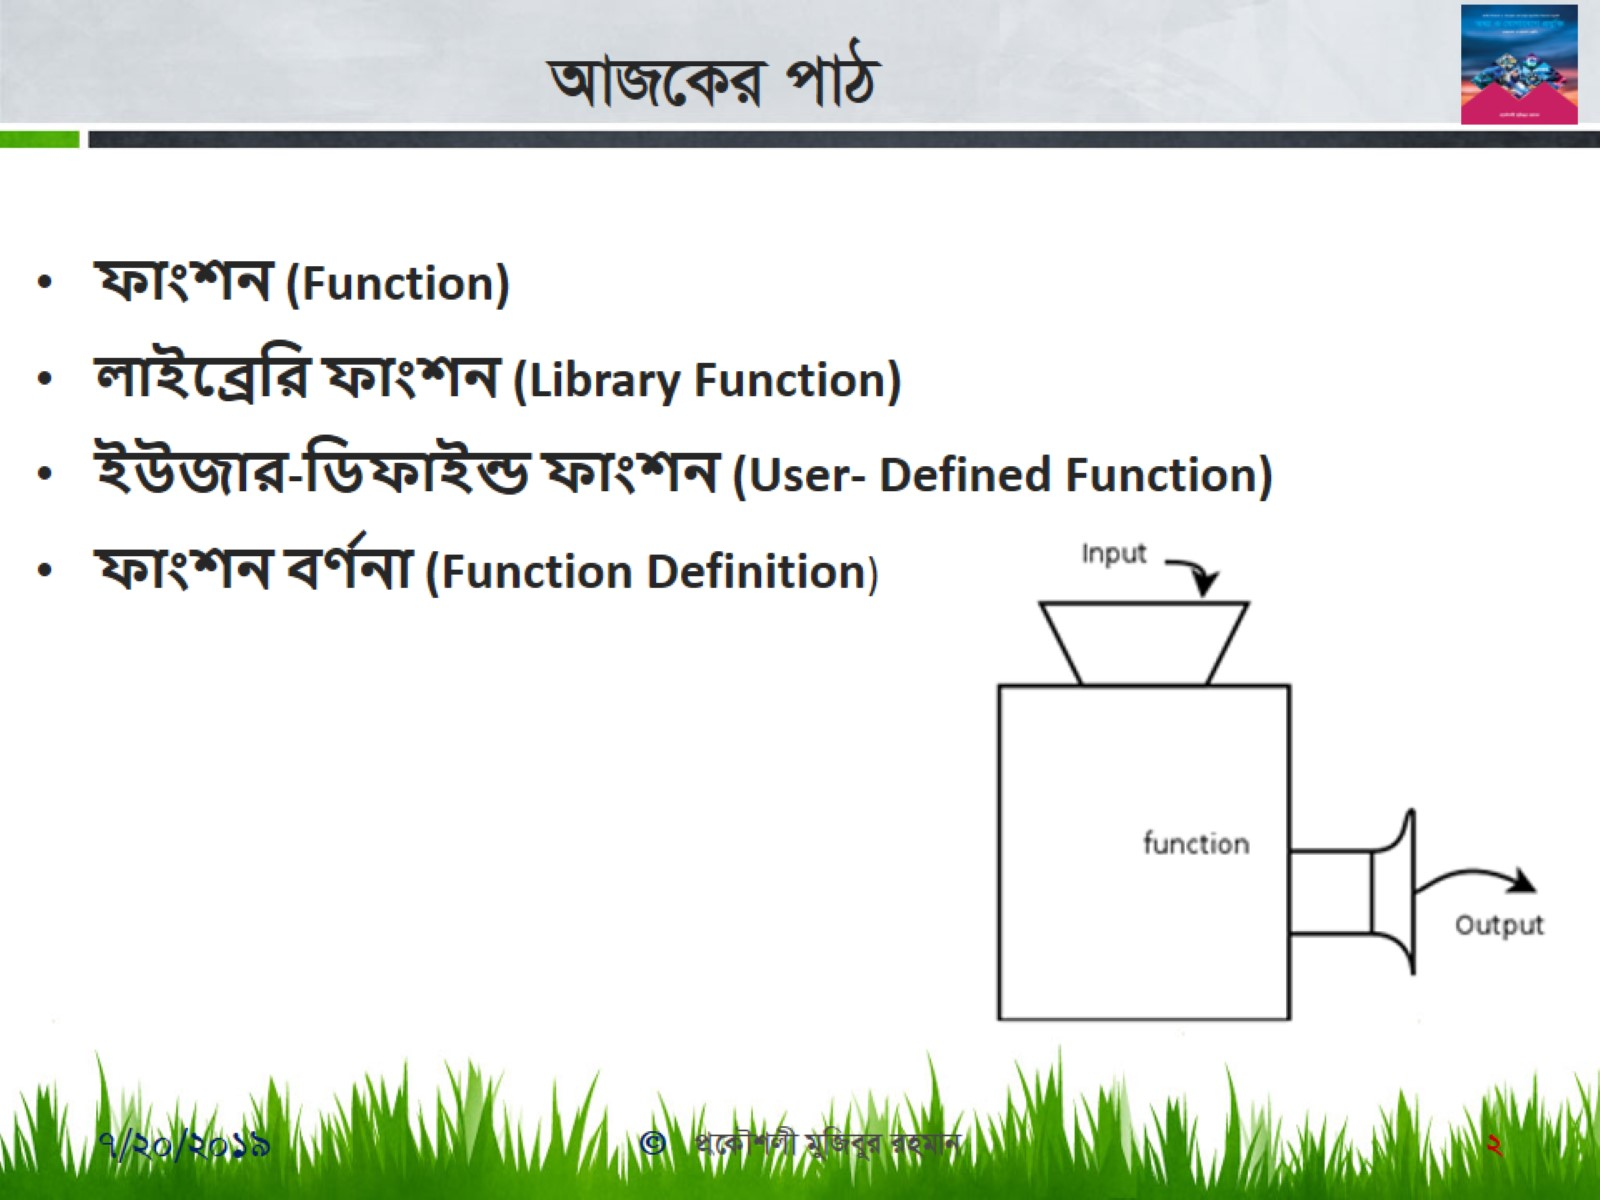 আজকের পাঠ
• ফাংশন (Function)
• লাইব্রেরি ফাংশন (Library Function)
• ইউজার-ডিফাইন্ড ফাংশন (User- Defined Function)
• ফাংশন বর্ণনা (Function Definition)
Input
function
Output
৭/২০/২০১৯
© প্রকৌশলী মুজিবুর রহমান
২